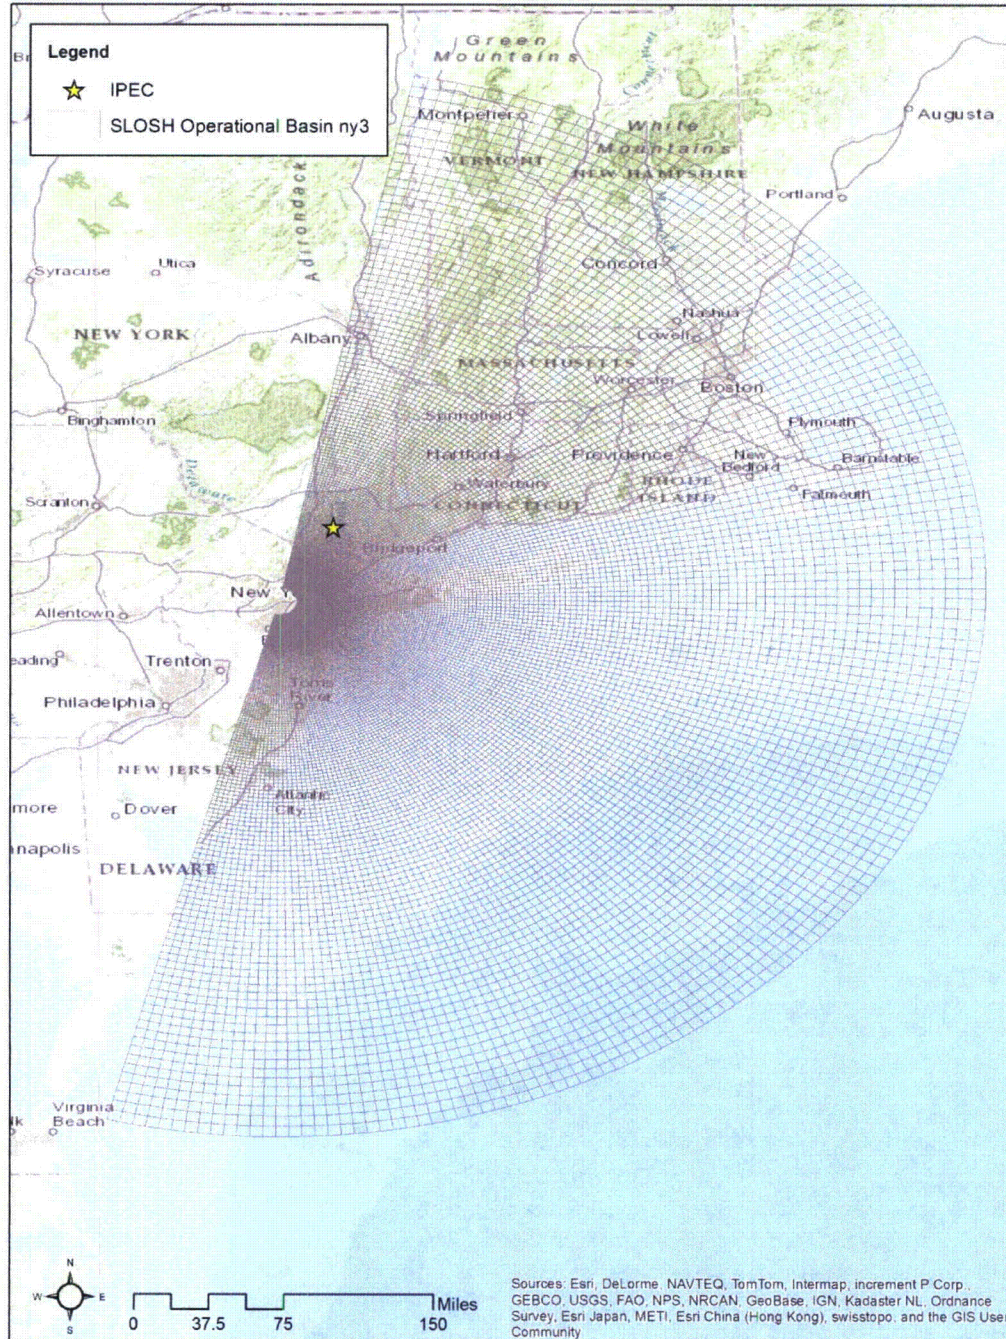 Legend
IPEC
SLOSH Operational Basin ny3
Green
Mountains
Montpelier
Augusta
White
Mountains
VERMONT
NEW HAMPSHIRE
Portland
Adirondack
Concord
Utica
Syracuse
Nashua
NEW YORK
Albany
Lowell
MASSACHUSETTS
Worcester
Boston
Binghamton
Springfield
Plymouth
Hartford
Providence
New
Bedford
Barnstable
Delaware
Waterbury
RHODE
ISLAND
Falmouth
Scranton
CONNECTICUT
Bridgeport
New Y
Allentown
eading
Trenton
Toms
River
Philadelphia
NEW JERSEY
Atlantic
City
more
Dover
napolis
DELAWARE
Virginia
Beach
lk
N
W
E
S
Miles
0
37.5
75
150
Sources: Esri, DeLorme, NAVTEQ, TomTom, Intermap, increment P Corp.,
GEBCO, USGS, FAO, NPS, NRCAN, GeoBase, IGN, Kadaster NL, Ordnance
Survey, Esri Japan, METI, Esri China (Hong Kong), swisstopo, and the GIS User
Community